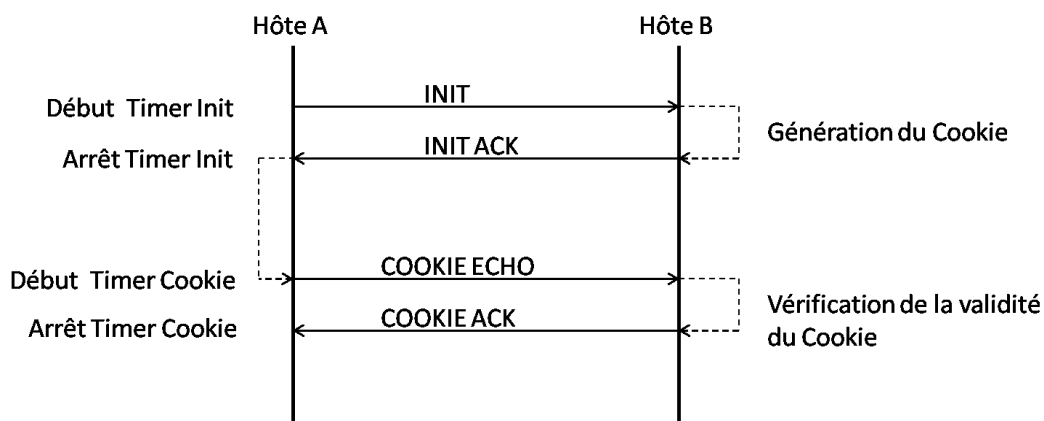 Hôte A
Hôte B
INIT
Début Timer Init
Génération du Cookie
INIT ACK
Arrêt Timer Init
COOKIE ECHO
Début Timer Cookie
Vérification de la validité
du Cookie
COOKIE ACK
Arrêt Timer Cookie